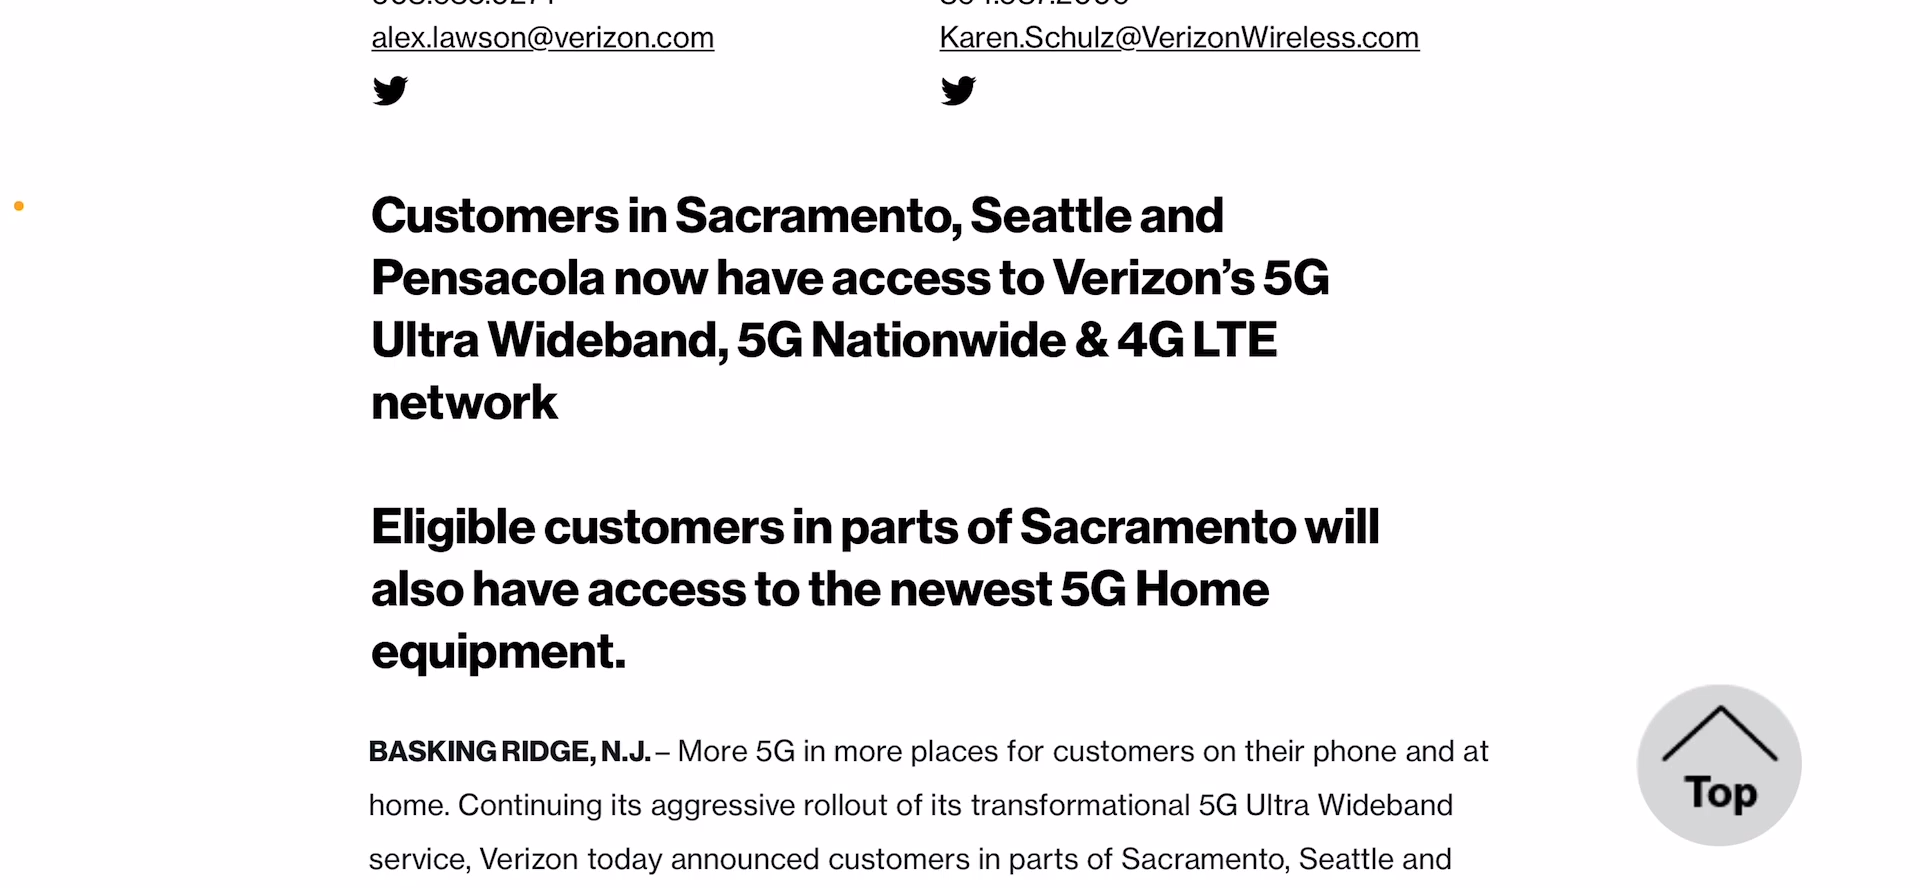 alex.lawson@verizon.com
Karen.Schulz@VerizonWireless.com
Customers in Sacramento, Seattle and
Pensacola now have access to Verizon’s 5G
Ultra Wideband, 5G Nationwide & 4G LTE
network
Eligible customers in parts of Sacramento will
also have access to the newest 5G Home
equipment.
BASKING RIDGE, N.J. – More 5G in more places for customers on their phone and at
home. Continuing its aggressive rollout of its transformational 5G Ultra Wideband
service, Verizon today announced customers in parts of Sacramento, Seattle and
Top